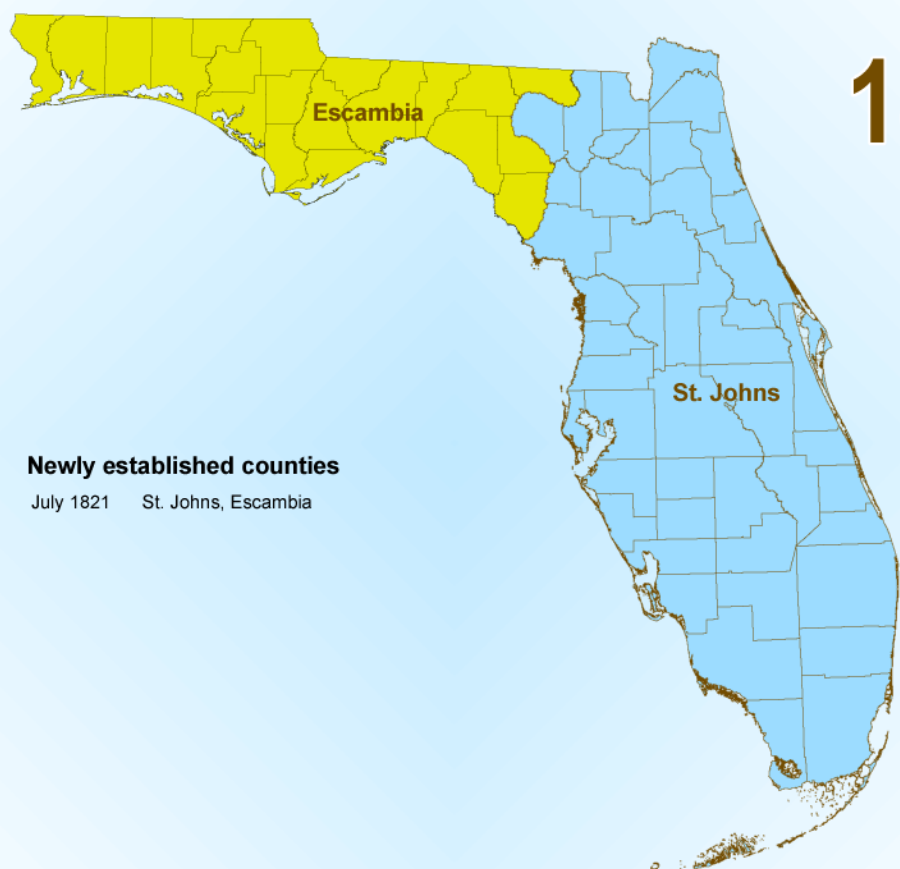 1
Escambia
St. Johns
Newly established counties
July 1821 St. Johns, Escambia